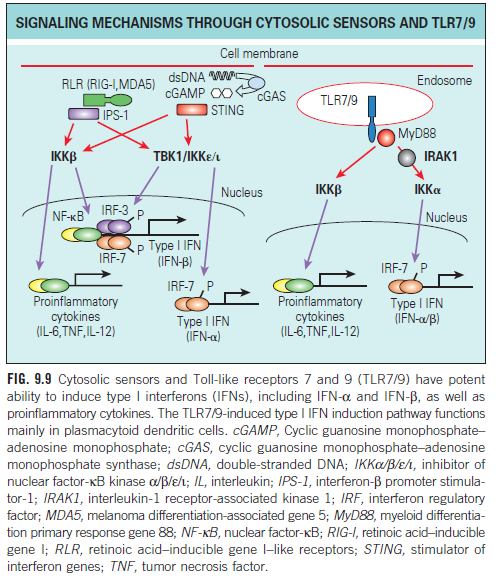 SIGNALING MECHANISMS THROUGH CYTOSOLIC SENSORS AND TLR7/9
Cell membrane
RLR (RIG-I,MDA5)
IPS-1
dsDNA
cGAMP
cGAS
STING
IKKβ
TBK1/IKKε/ι
Nucleus
NF-κB
IRF-3
P
IRF-7
P
Type I IFN
(IFN-β)
Proinflammatory
cytokines
(IL-6,TNF,IL-12)
IRF-7
P
Type I IFN
(IFN-α)
Endosome
TLR7/9
MyD88
IRAK1
IKKβ
IKKα
Nucleus
Proinflammatory
cytokines
(IL-6,TNF,IL-12)
IRF-7
P
Type I IFN
(IFN-α/β)
FIG. 9.9 Cytosolic sensors and Toll-like receptors 7 and 9 (TLR7/9) have potent
ability to induce type I interferons (IFNs), including IFN-α and IFN-β, as well as
proinflammatory cytokines. The TLR7/9-induced type I IFN induction pathway functions
mainly in plasmacytoid dendritic cells. cGAMP, Cyclic guanosine monophosphate–
adenosine monophosphate; cGAS, cyclic guanosine monophosphate–adenosine
monophosphate synthase; dsDNA, double-stranded DNA; IKKα/β/ε/ι, inhibitor of
nuclear factor-κB kinase α/β/ε/ι; IL, interleukin; IPS-1, interferon-β promoter stimula-
tor-1; IRAK1, interleukin-1 receptor-associated kinase 1; IRF, interferon regulatory
factor; MDA5, melanoma differentiation-associated gene 5; MyD88, myeloid differentia-
tion primary response gene 88; NF-κB, nuclear factor-κB; RIG-I, retinoic acid–inducible
gene I; RLR, retinoic acid–inducible gene I–like receptors; STING, stimulator of
interferon genes; TNF, tumor necrosis factor.